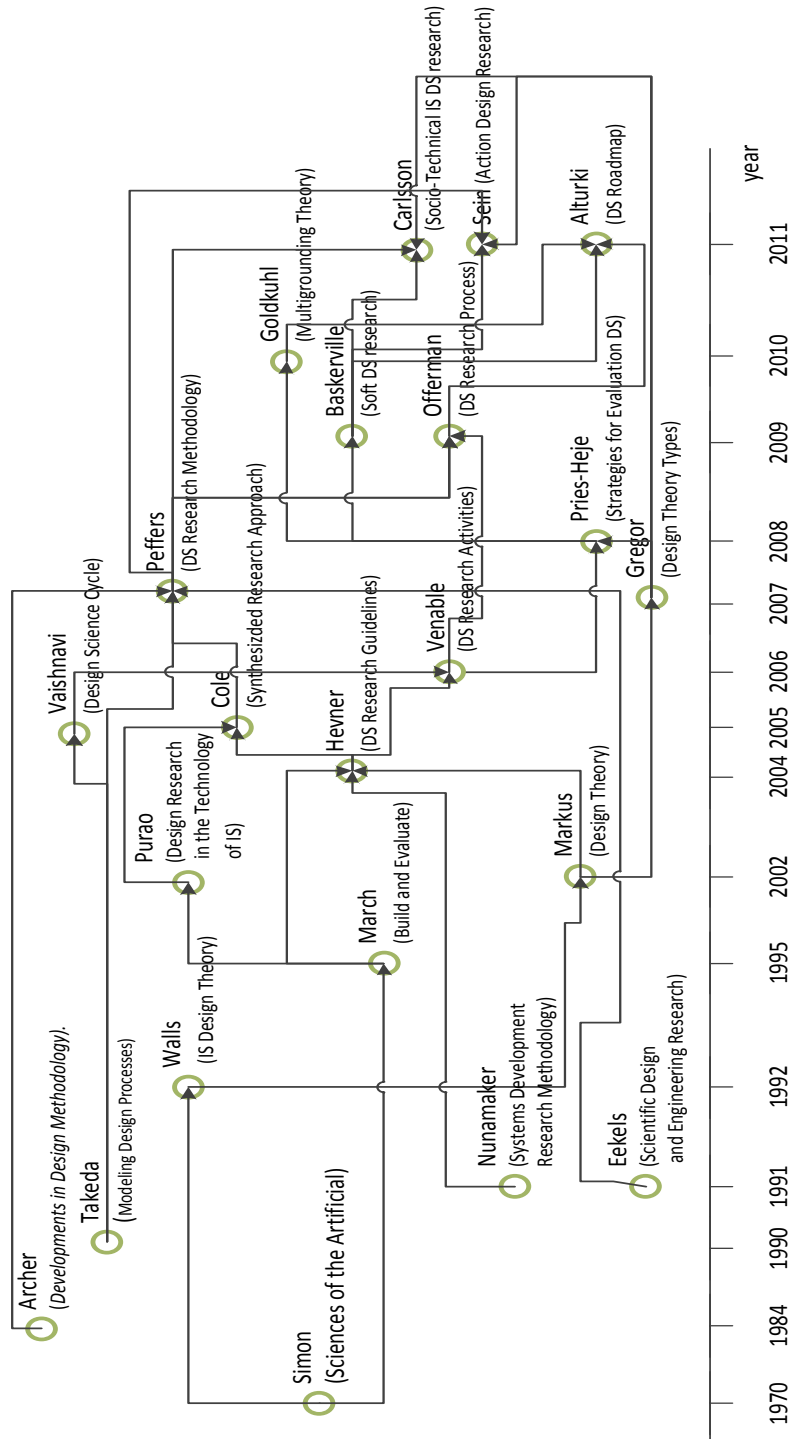 Archer
(Developments in Design Methodology).
Takeda
(Modeling Design Processes)
Vaishnavi
(Design Science Cycle)
Peffers
(DS Research Methodology)
Purao
(Design Research
in the Technology
of IS)
Cole
(Synthesizded Research Approach)
Walls
(IS Design Theory)
Goldkuhl
(Multigrounding Theory)
Simon
(Sciences of the Artificial)
March
(Build and Evaluate)
Hevner
(DS Research Guidelines)
Baskerville
(Soft DS research)
Carlsson
(Socio-Technical IS DS research)
Venable
(DS Research Activities)
Offerman
(DS Research Process)
Sein (Action Design Research)
Nunamaker
(Systems Development
Research Methodology)
Markus
(Design Theory)
Pries-Heje
(Strategies for Evaluation DS)
Alturki
(DS Roadmap)
Eekels
(Scientific Design
and Engineering Research)
Gregor
(Design Theory Types)
1970
1984
1990
1991
1992
1995
2002
2004
2005
2006
2007
2008
2009
2010
2011
year